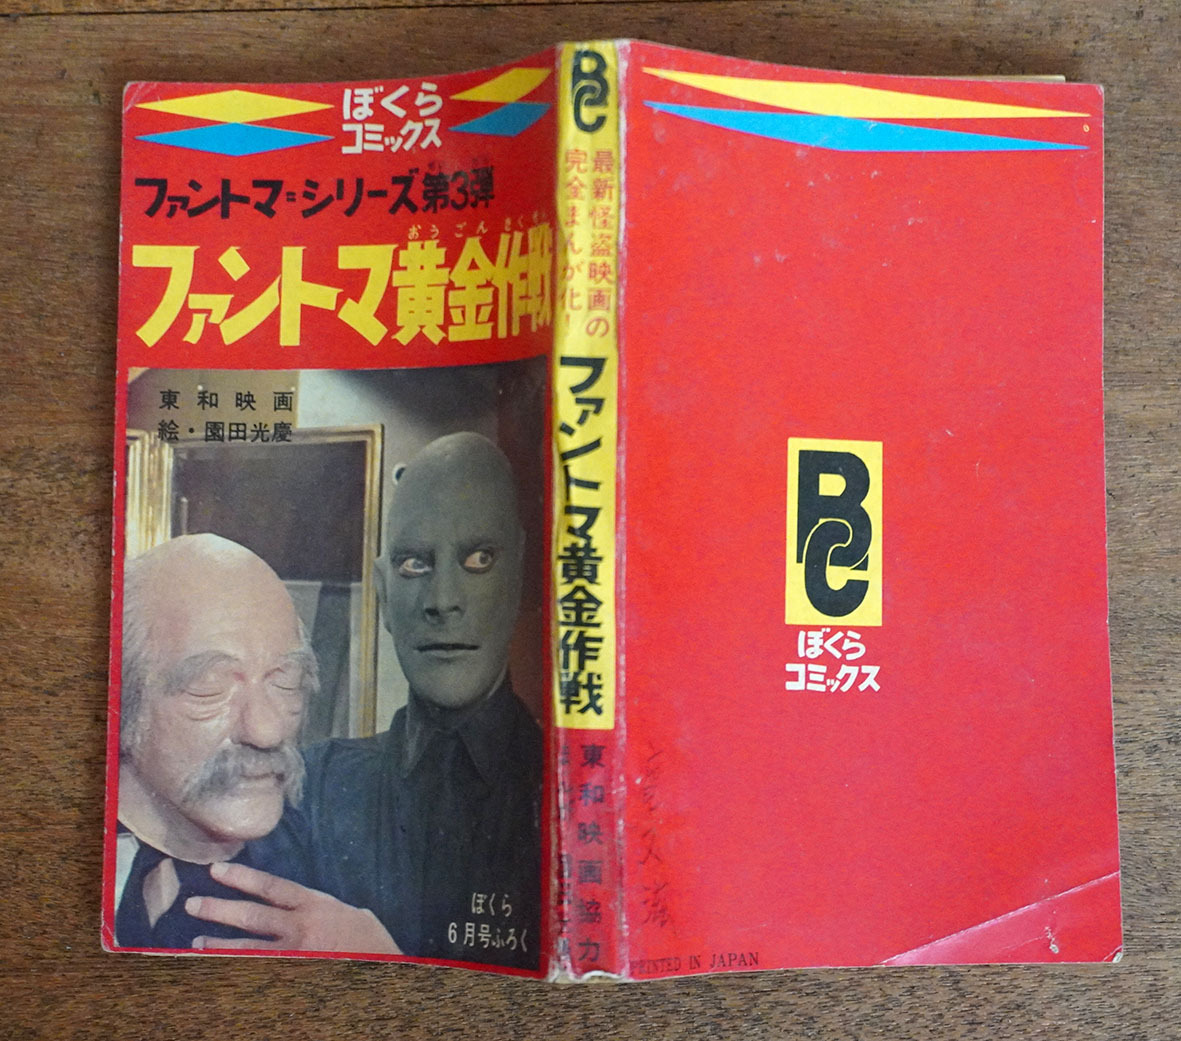 ぼくら
コミックス
ファントマ=シリーズ第3弾
おうごんさくせん
ファントマ黄金作戦
東和映画
絵・園田光慶
ぼくら
6月号ふろく
BC
最新怪盗映画の
完全まんが化!
ファントマ黄金作戦
東和映画協力
BC
ぼくら
コミックス
PRINTED IN JAPAN